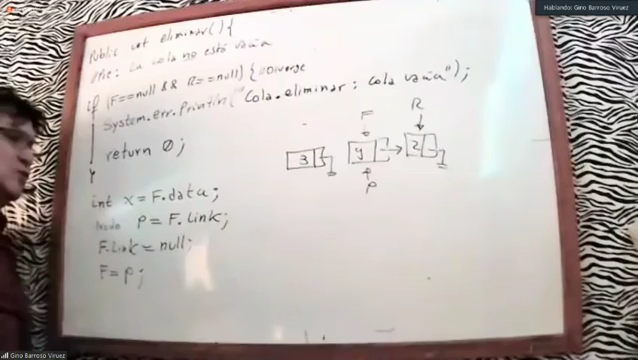 Hablando: Gino Barroso Viruez
Public int eliminar(){
//Pre: La cola no está vacía
if (F==null && R==null) { //Diverge
System.err.println("Cola.eliminar: cola vacía");
return 0;
}
F
R
3
y
2
p
int x = F.data;
Nodo p = F.link;
F.link = null;
F = p;
Gino Barroso Viruez